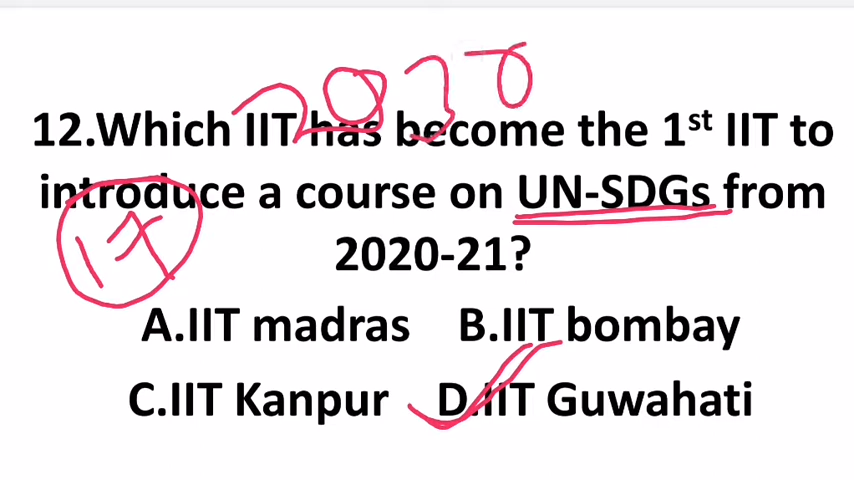 2030
12.Which IIT has become the 1st IIT to
introduce a course on UN-SDGs from
17
2020-21?
A.IIT madras B.IIT bombay
C.IIT Kanpur D.IIT Guwahati